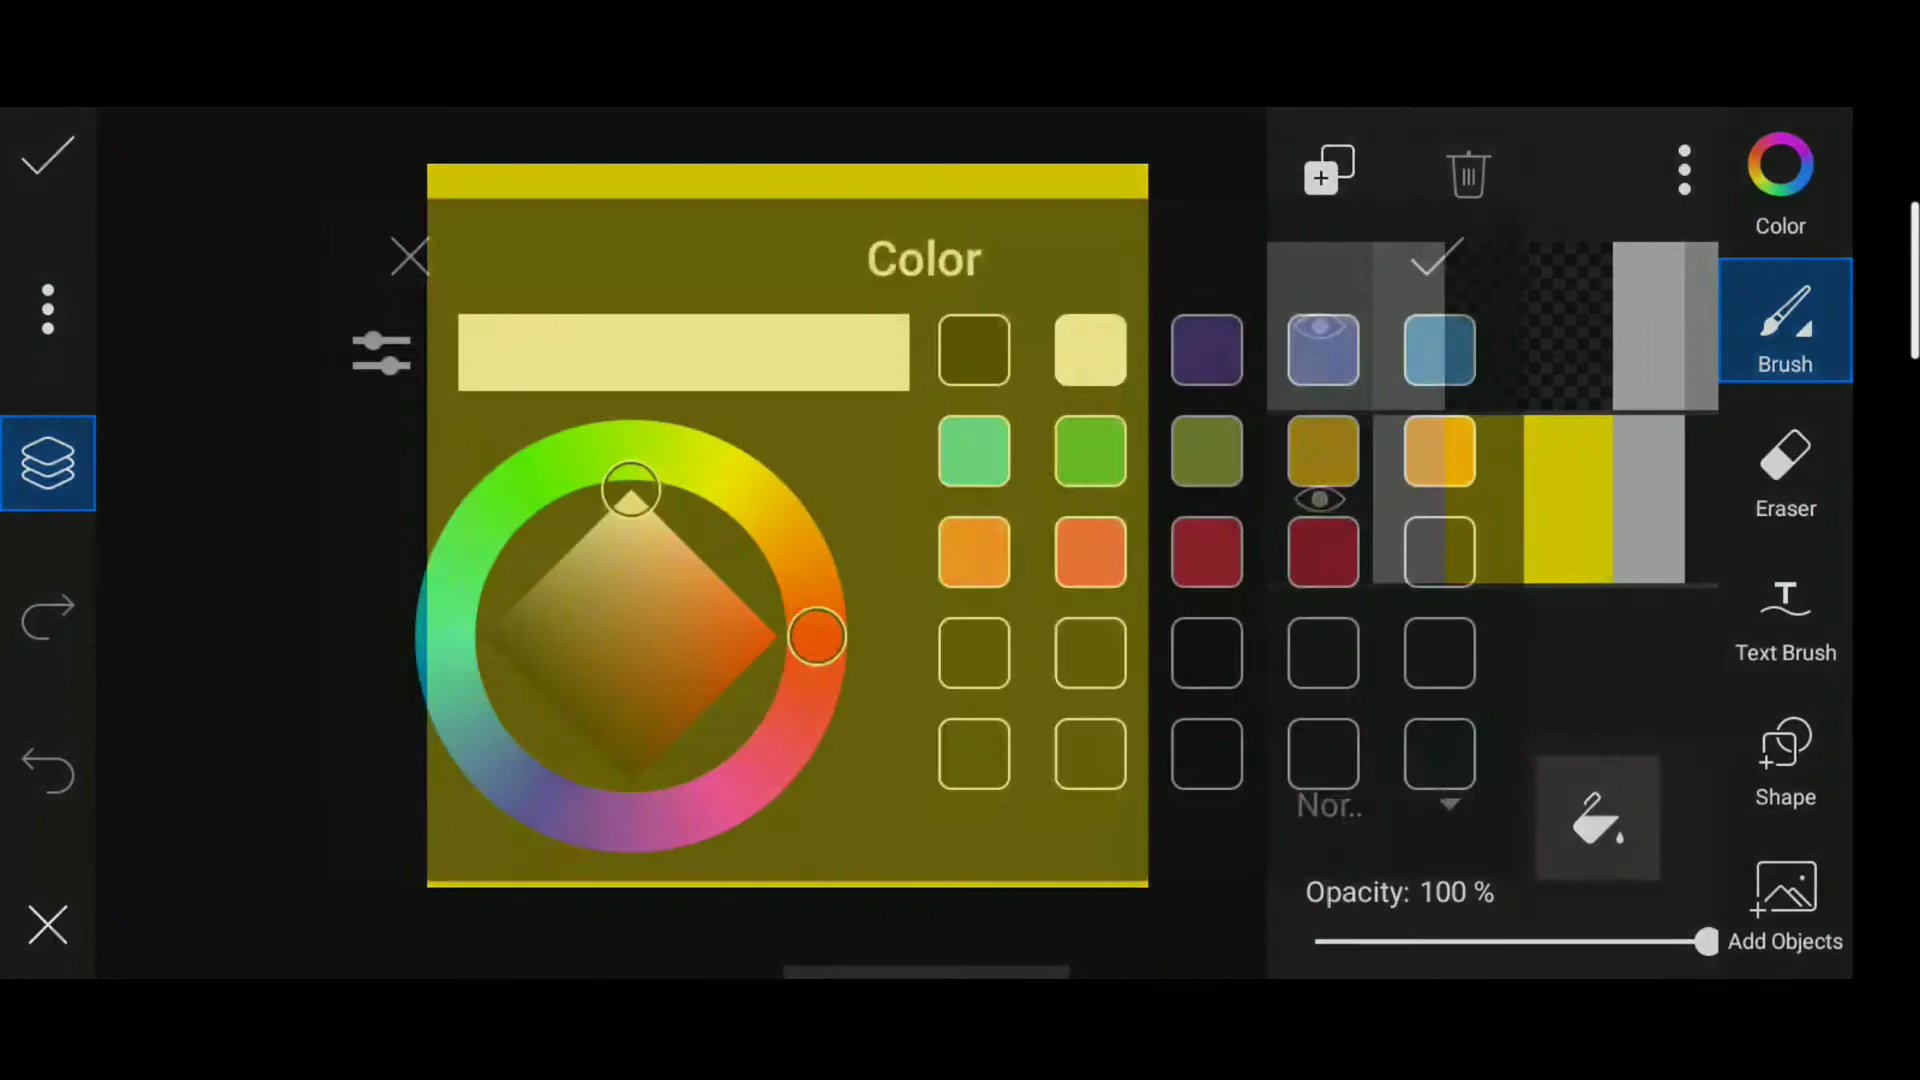 Color
Color
Brush
Eraser
Text Brush
Shape
Nor..
Opacity: 100 %
Add Objects